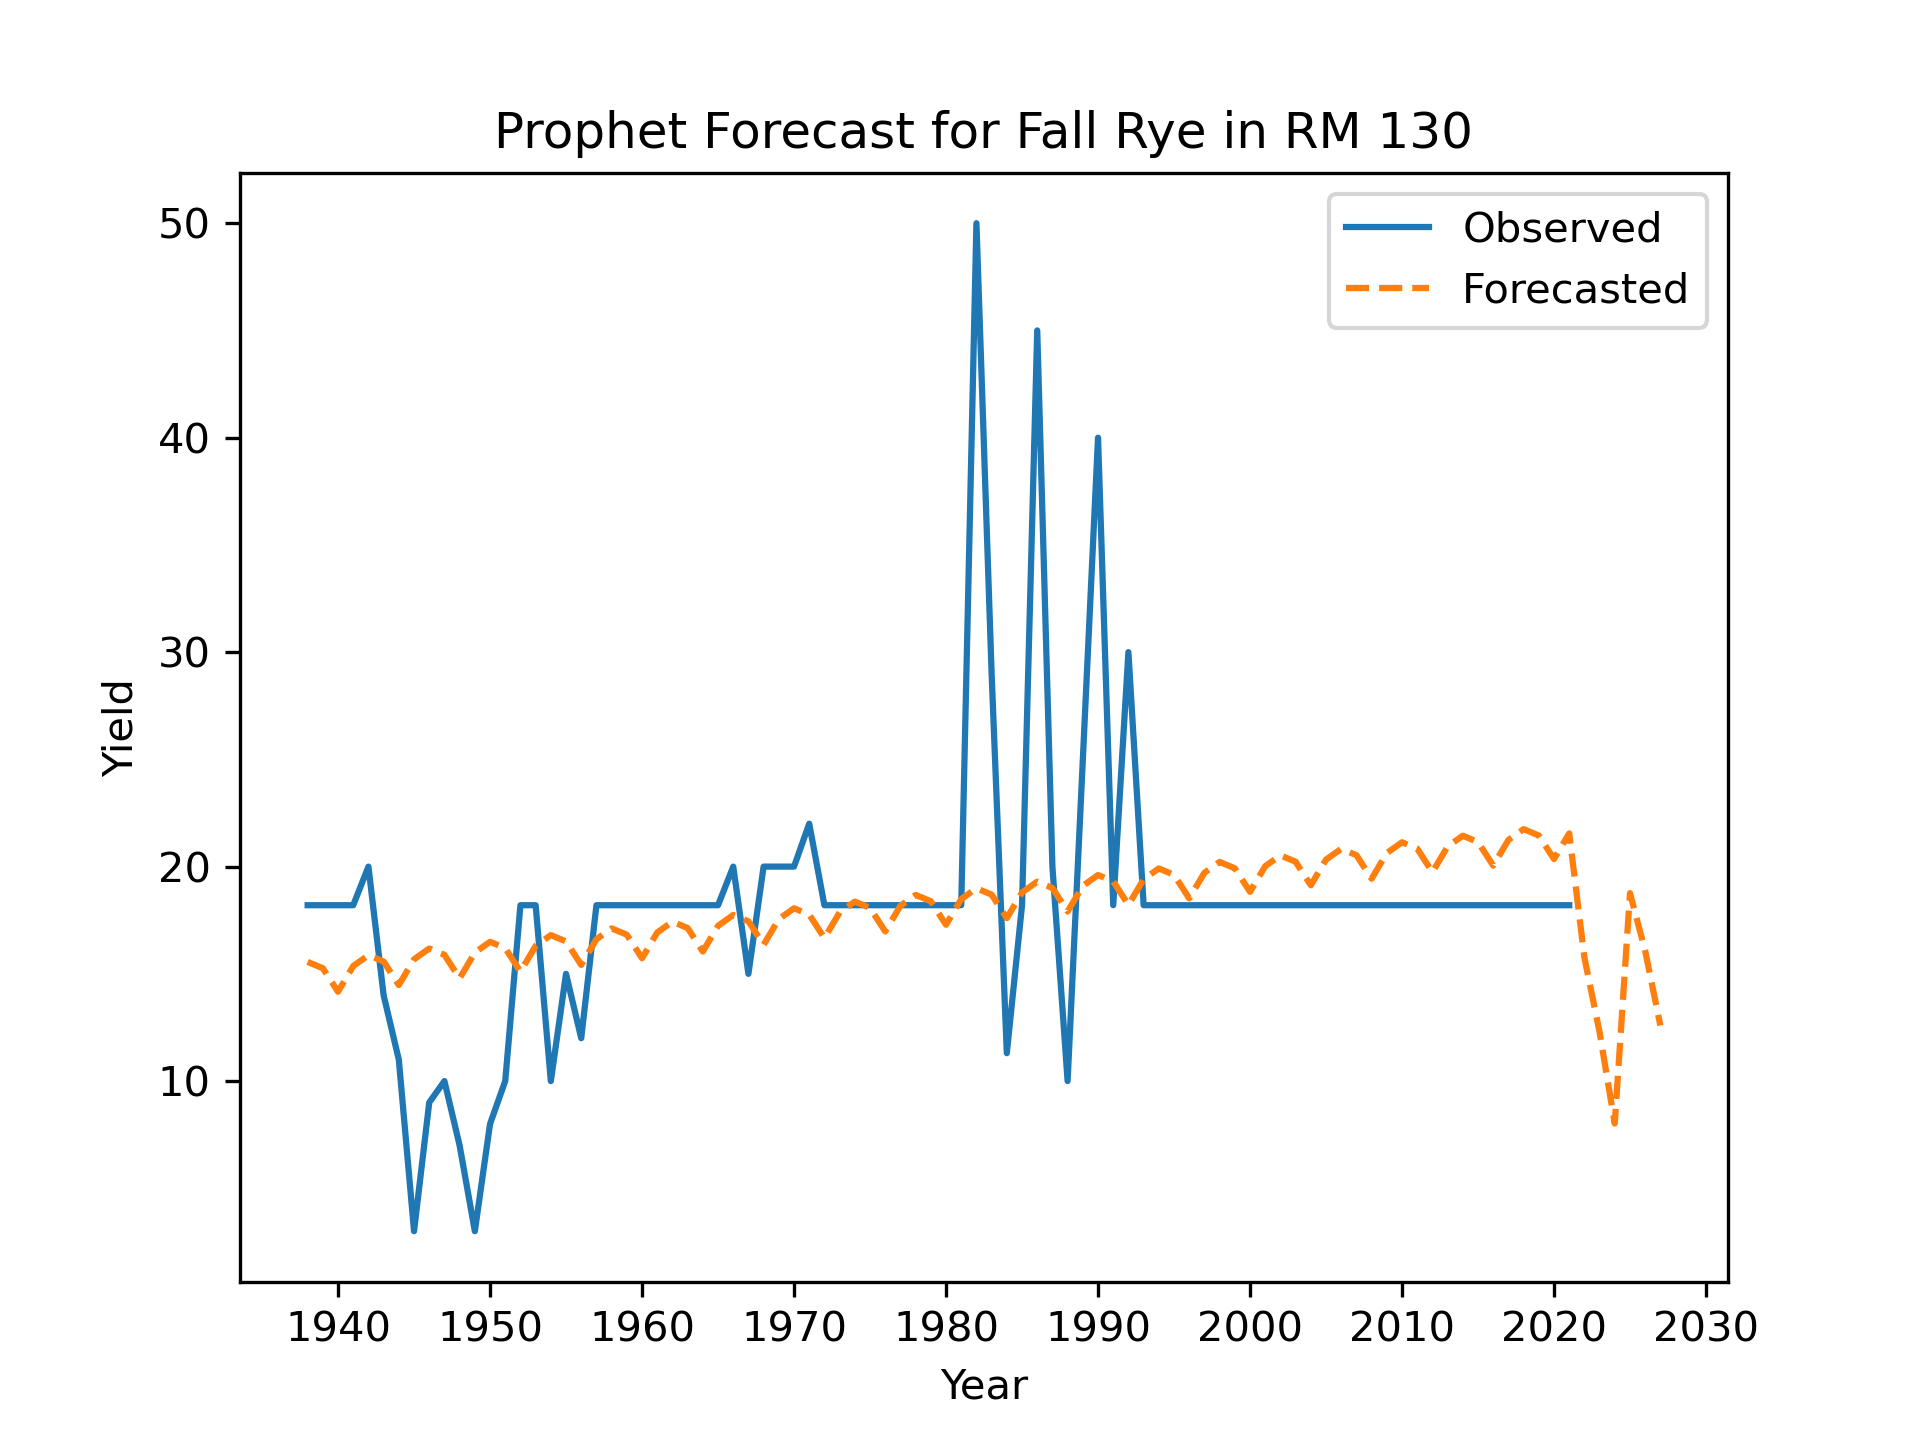 Prophet Forecast for Fall Rye in RM 130
Observed
Forecasted
50
40
30
20
10
Yield
1940 1950 1960 1970 1980 1990 2000 2010 2020 2030
Year